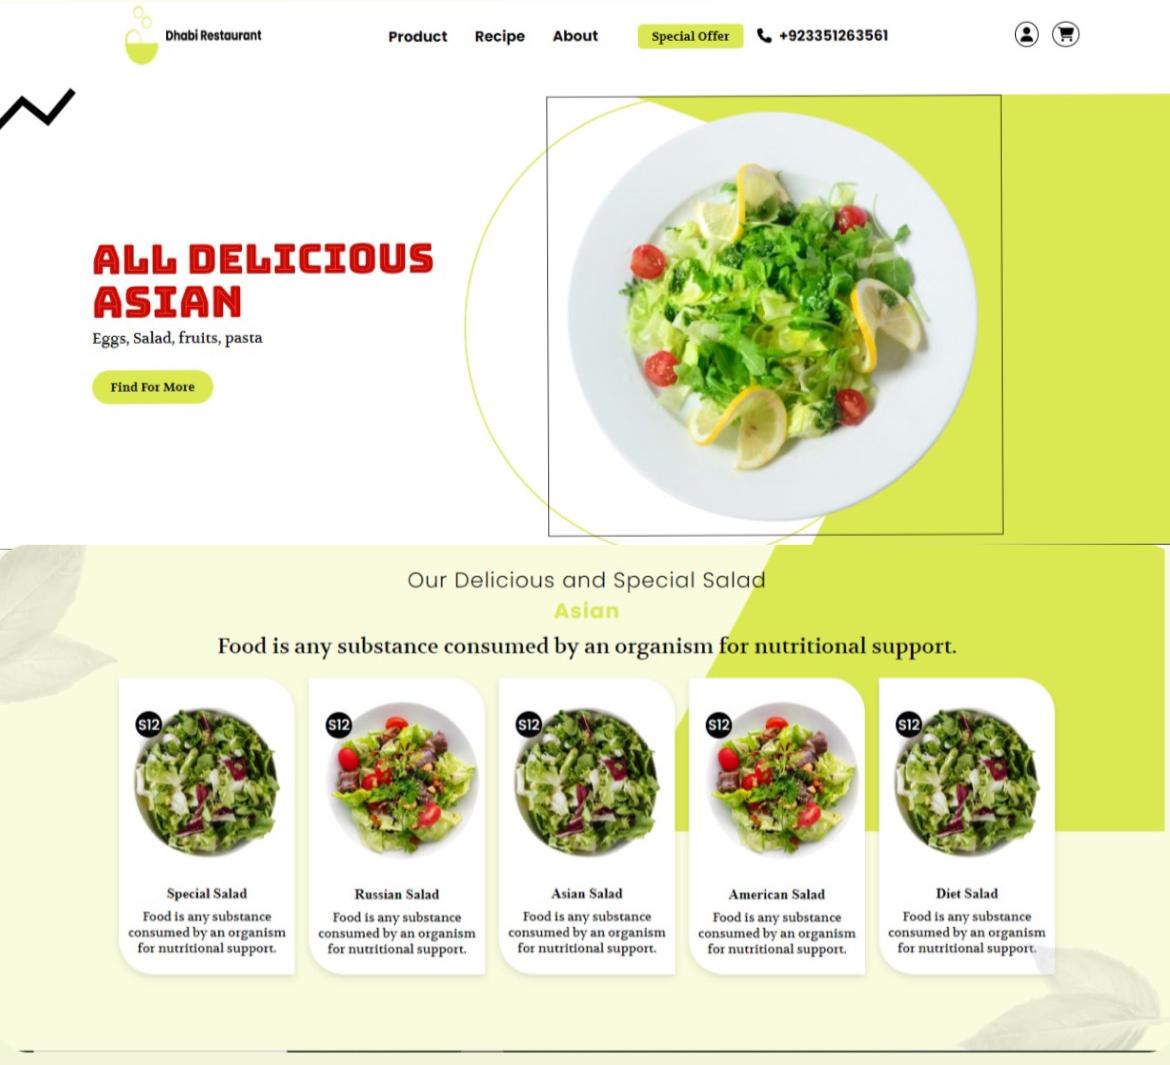 Dhabi Restaurant
Product
Recipe
About
Special Offer
+923351263561
ALL DELICIOUS
ASIAN
Eggs, Salad, fruits, pasta
Find For More
Our Delicious and Special Salad
Asian
Food is any substance consumed by an organism for nutritional support.
S12
Special Salad
Food is any substance
consumed by an organism
for nutritional support.
S12
Russian Salad
Food is any substance
consumed by an organism
for nutritional support.
S12
Asian Salad
Food is any substance
consumed by an organism
for nutritional support.
S12
American Salad
Food is any substance
consumed by an organism
for nutritional support.
S12
Diet Salad
Food is any substance
consumed by an organism
for nutritional support.